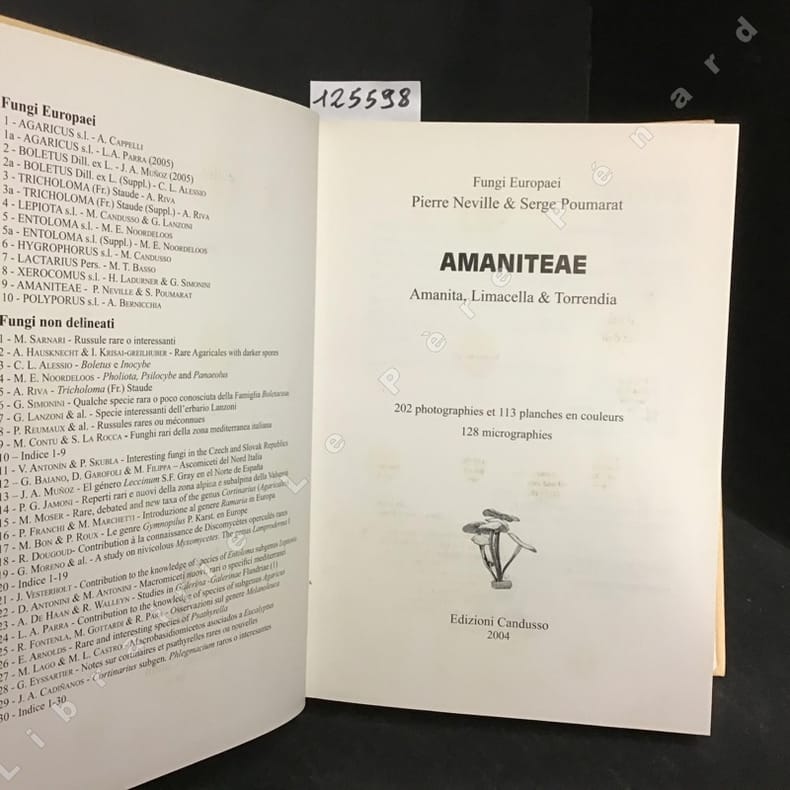 125598
Fungi Europaei
1 - AGARICUS s.l. - A. CAPPELLI
1a - AGARICUS s.l. - L.A. PARRA (2005)
2 - BOLETUS Dill. ex L. - J. A. MUÑOZ (2005)
2a - BOLETUS Dill. ex L. (Suppl.) - C. L. ALESSIO
3 - TRICHOLOMA (Fr.) Staude - A. RIVA
3a - TRICHOLOMA (Fr.) Staude (Suppl.) - A. RIVA
4 - LEPIOTA s.l. - M. CANDUSSO & G. LANZONI
5 - ENTOLOMA s.l. - M. E. NOORDELOOS
5a - ENTOLOMA s.l. (Suppl.) - M. E. NOORDELOOS
6 - HYGROPHORUS s.l. - M. CANDUSSO
7 - LACTARIUS Pers. - M. T. BASSO
8 - XEROCOMUS s.l. - H. LADURNER & G. SIMONINI
9 - AMANITEAE - P. NEVILLE & S. POUMARAT
10 - POLYPORUS s.l. - A. BERNICCHIA
Fungi non delineati
1 - M. SARNARI - Russule rare o interessanti
2 - A. HAUSKNECHT & I. KRISAI-GREILHUBER - Rare Agaricales with darker spores
3 - C. L. ALESSIO - Boletus e Inocybe
4 - M. E. NOORDELOOS - Pholiota, Psilocybe and Panaeolus
5 - A. RIVA - Tricholoma (Fr.) Staude
6 - G. SIMONINI - Qualche specie rara o poco conosciuta della Famiglia Boletaceae
7 - G. LANZONI & al. - Specie interessanti dell'erbario Lanzoni
8 - P. REUMAUX & al. - Russules rares ou méconnues
9 - M. CONTU & S. LA ROCCA - Funghi rari della zona mediterranea italiana
10 - Indice 1-9
11 - V. ANTONÍN & P. SKUBLA - Interesting fungi in the Czech and Slovak Republics
12 - G. BAIANO, D. GAROFOLI & M. FILIPPA - Ascomiceti del Nord Italia
13 - J. A. MUÑOZ - El género Leccinum S.F. Gray en el Norte de España
14 - P. G. JAMONI - Reperti rari e nuovi della zona alpica e subalpina della Valsesia
15 - M. MOSER - Rare, debated and new taxa of the genus Cortinarius (Agaricales)
16 - P. FRANCHI & M. MARCHETTI - Introduzione al genere Ramaria in Europa
17 - M. BON & P. ROUX - Le genre Gymnopilus P. Karst. en Europe
18 - R. DOUGOUD - Contribution à la connaissance de Discomycètes operculés rares
19 - G. MORENO & al. - A study on nivicolous Myxomycetes. The genus Lamproderma I
20 - Indice 1-19
21 - J. VESTERHOLT - Contribution to the knowledge of species of Entoloma subgenus Leptonia
22 - D. ANTONINI & M. ANTONINI - Macromiceti nuovi, rari o specifici mediterranei
23 - A. DE HAAN & R. WALLEYN - Studies in Galerina - Galerinae Flandriae (1)
24 - L. A. PARRA - Contribution to the knowledge of species of subgenus Agaricus
25 - R. FONTENLA, M. GOTTARDI & R. PARA - Osservazioni sul genere Melanoleuca
26 - E. ARNOLDS - Rare and interesting species of Psathyrella
27 - M. LAGO & M. L. CASTRO - Macrobasidiomicetos asociados a Eucalyptus
28 - G. EYSSARTIER - Notes sur cortinaires et psathyrelles rares ou nouvelles
29 - J. A. CADIÑANOS - Cortinarius subgen. Phlegmacium raros o interesantes
30 - Indice 1-30
Fungi Europaei
Pierre Neville & Serge Poumarat
AMANITEAE
Amanita, Limacella & Torrendia
202 photographies et 113 planches en couleurs
128 micrographies
Edizioni Candusso
2004
Librairie Le Père Pénard